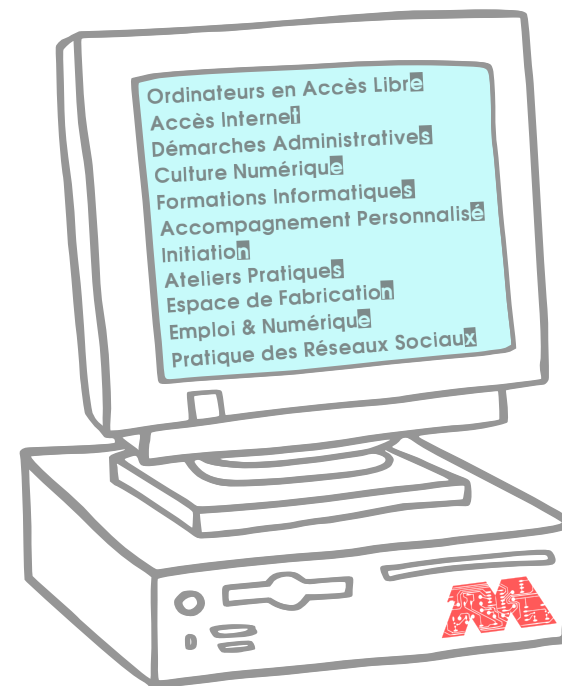 Ordinateurs en Accès Libre
Accès Internet
Démarches Administratives
Culture Numérique
Formations Informatiques
Accompagnement Personnalisé
Initiation
Ateliers Pratiques
Espace de Fabrication
Emploi & Numérique
Pratique des Réseaux Sociaux
M